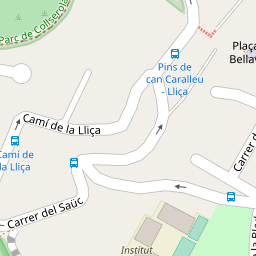 Parc de Collserola
Plaça
Bellav
Pins de
can Caralleu
- Lliça
Camí de la Lliça
Camí de
la Lliça
Carrer de
Carrer del Saüc
Institut